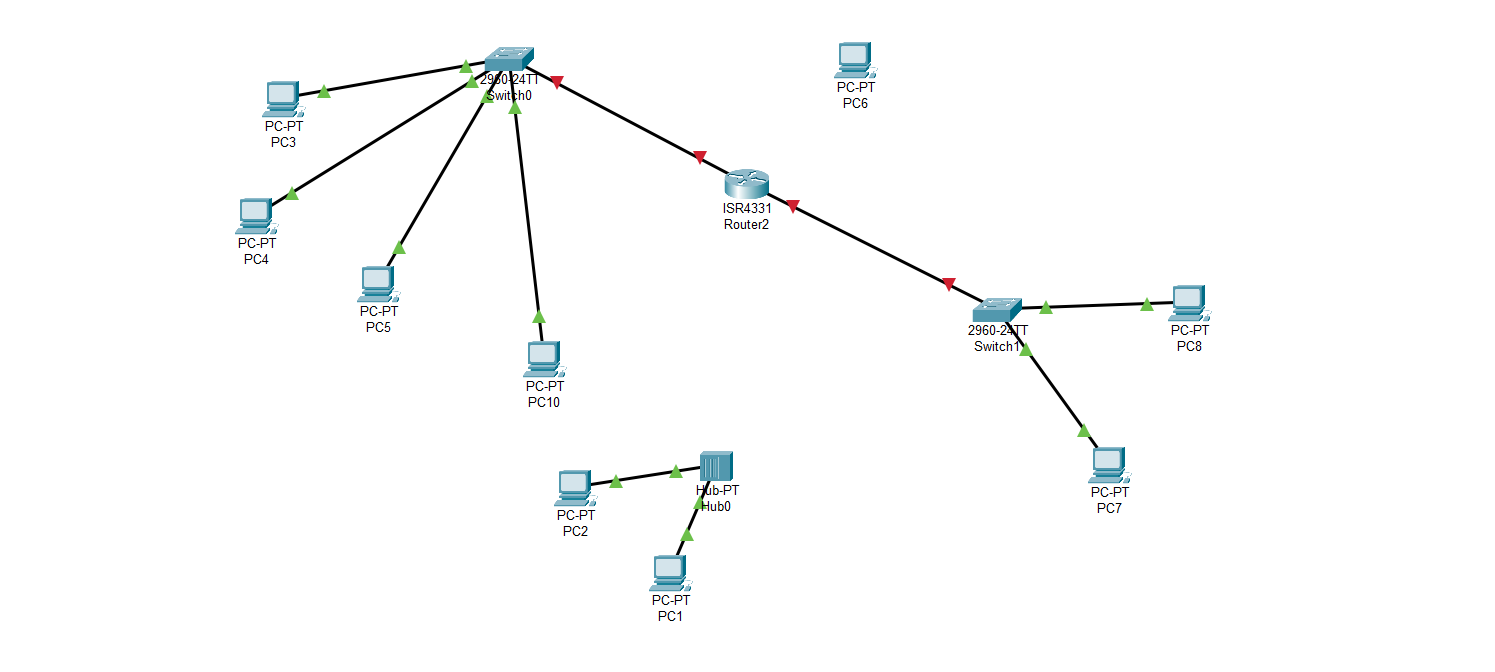 2960-24TT
Switch0
PC-PT
PC6
PC-PT
PC3
ISR4331
Router2
PC-PT
PC4
PC-PT
PC5
2960-24TT
Switch1
PC-PT
PC8
PC-PT
PC10
Hub-PT
Hub0
PC-PT
PC7
PC-PT
PC2
PC-PT
PC1